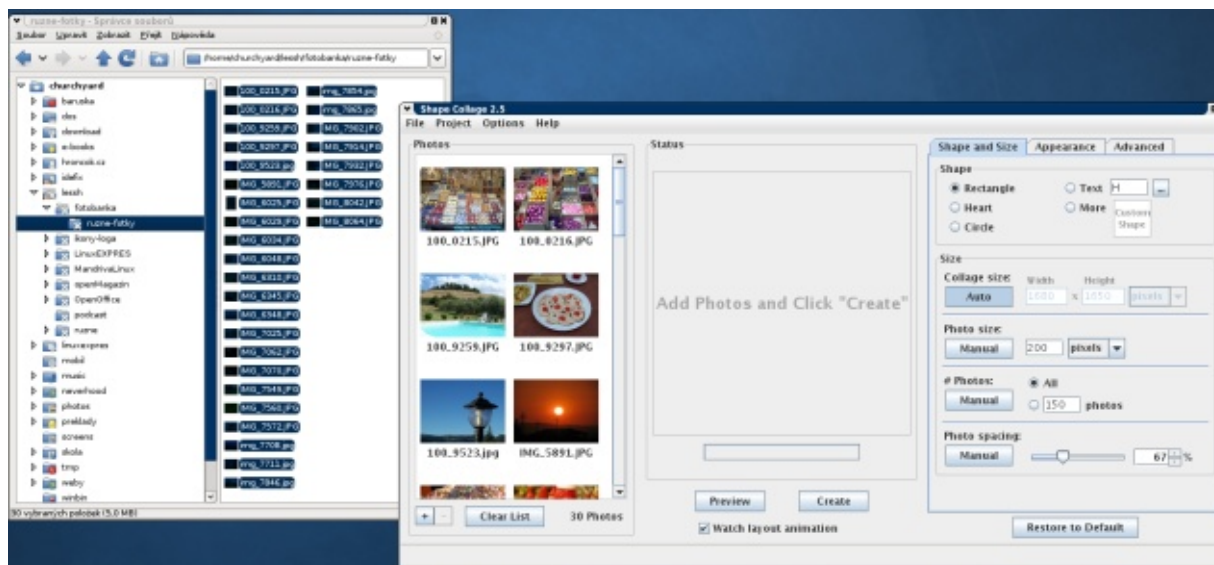 ruzne-fotky - Správce souborů
Soubor Upravit Zobrazit Přejít Nápověda
/home/churchyard/lessh/fotobanka/ruzne-fotky
churchyard
baruska
des
download
e-books
hroncok.cz
idefix
lessh
fotobanka
ruzne-fotky
ikony-loga
LinuxEXPRES
MandrivaLinux
openMagazin
OpenOffice
podcast
ruzne
linuxexpres
mobil
music
neverhood
photos
preklady
screens
skola
tmp
weby
winbin
100_0215.JPG img_7854.jpg
100_0216.JPG img_7865.jpg
100_9259.JPG IMG_7902.JPG
100_9297.JPG IMG_7914.JPG
100_9523.jpg IMG_7932.JPG
IMG_5891.JPG IMG_7976.JPG
IMG_6025.JPG IMG_8042.JPG
IMG_6028.JPG IMG_8064.JPG
IMG_6034.JPG
IMG_6048.JPG
IMG_6310.JPG
IMG_6345.JPG
IMG_6348.JPG
IMG_7025.JPG
IMG_7062.JPG
IMG_7070.JPG
IMG_7549.JPG
IMG_7560.JPG
IMG_7572.JPG
img_7708.jpg
img_7711.jpg
img_7846.jpg
30 vybraných položek (5,0 MB)
Shape Collage 2.5
File Project Options Help
Photos
100_0215.JPG 100_0216.JPG
100_9259.JPG 100_9297.JPG
100_9523.jpg IMG_5891.JPG
+ - Clear List 30 Photos
Status
Add Photos and Click "Create"
Preview Create
Watch layout animation
Shape and Size Appearance Advanced
Shape
Rectangle Text H ...
Heart More Custom
Circle Shape
Size
Collage size: Width Height
Auto 1680 x 1050 pixels
Photo size:
Manual 200 pixels
# Photos: All
Manual 150 photos
Photo spacing:
Manual 67 %
Restore to Default